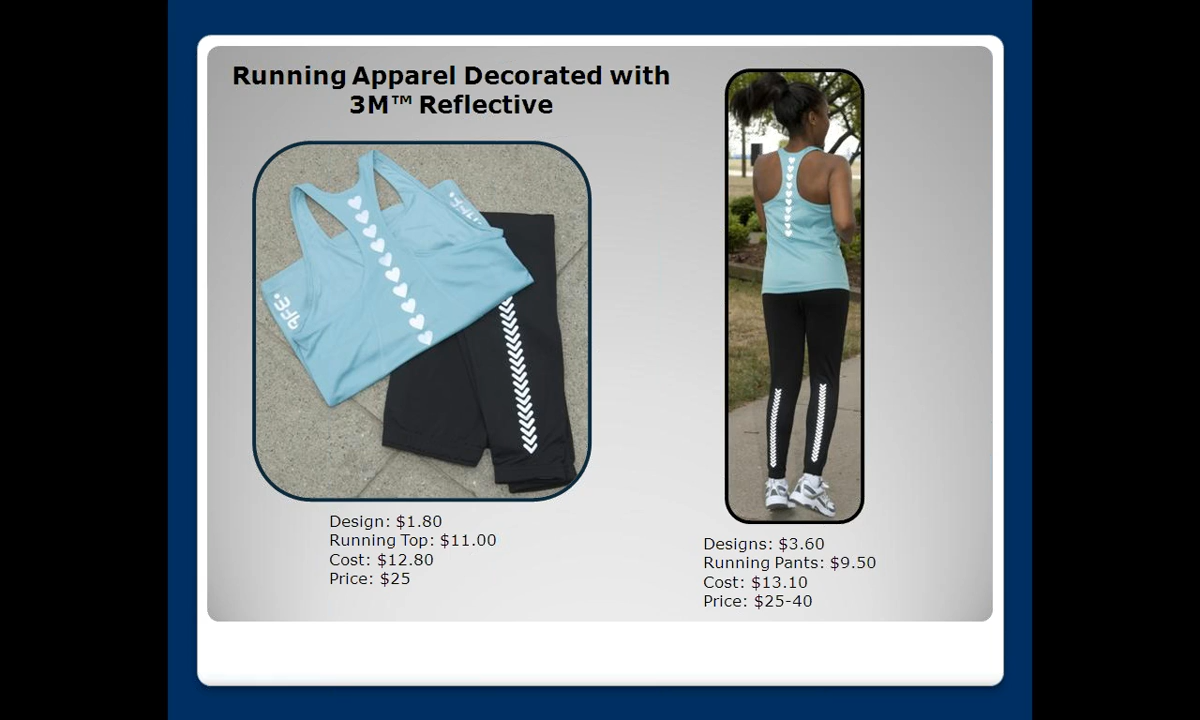 Running Apparel Decorated with
3M™ Reflective
Design: $1.80
Running Top: $11.00
Cost: $12.80
Price: $25
Designs: $3.60
Running Pants: $9.50
Cost: $13.10
Price: $25-40